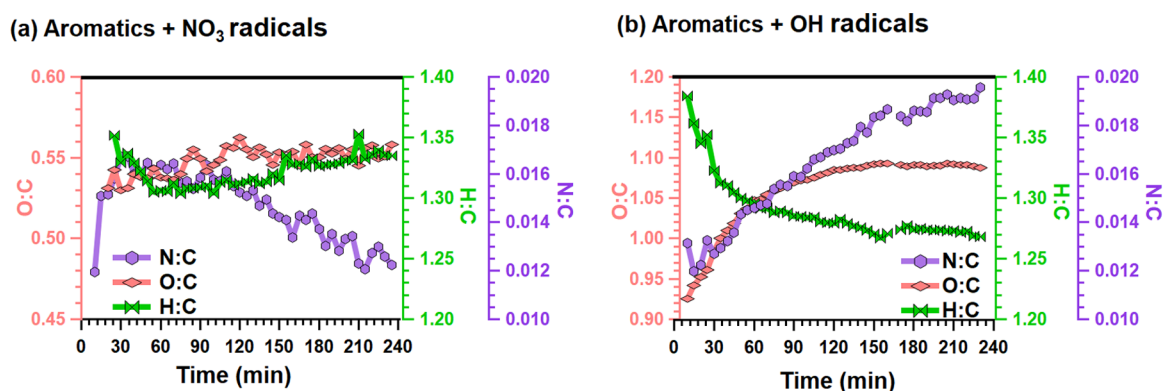 (a) Aromatics + NO3 radicals
0.60
0.55
0.50
0.45
O:C
1.40
1.35
1.30
1.25
1.20
H:C
0.020
0.018
0.016
0.014
0.012
0.010
N:C
N:C
O:C
H:C
0 30 60 90 120 150 180 210 240
Time (min)
(b) Aromatics + OH radicals
1.20
1.15
1.10
1.05
1.00
0.95
0.90
O:C
1.40
1.35
1.30
1.25
1.20
H:C
0.020
0.018
0.016
0.014
0.012
0.010
N:C
N:C
O:C
H:C
0 30 60 90 120 150 180 210 240
Time (min)